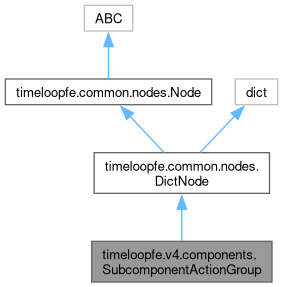 ABC
timeloopfe.common.nodes.Node
dict
timeloopfe.common.nodes.
DictNode
timeloopfe.v4.components.
SubcomponentActionGroup